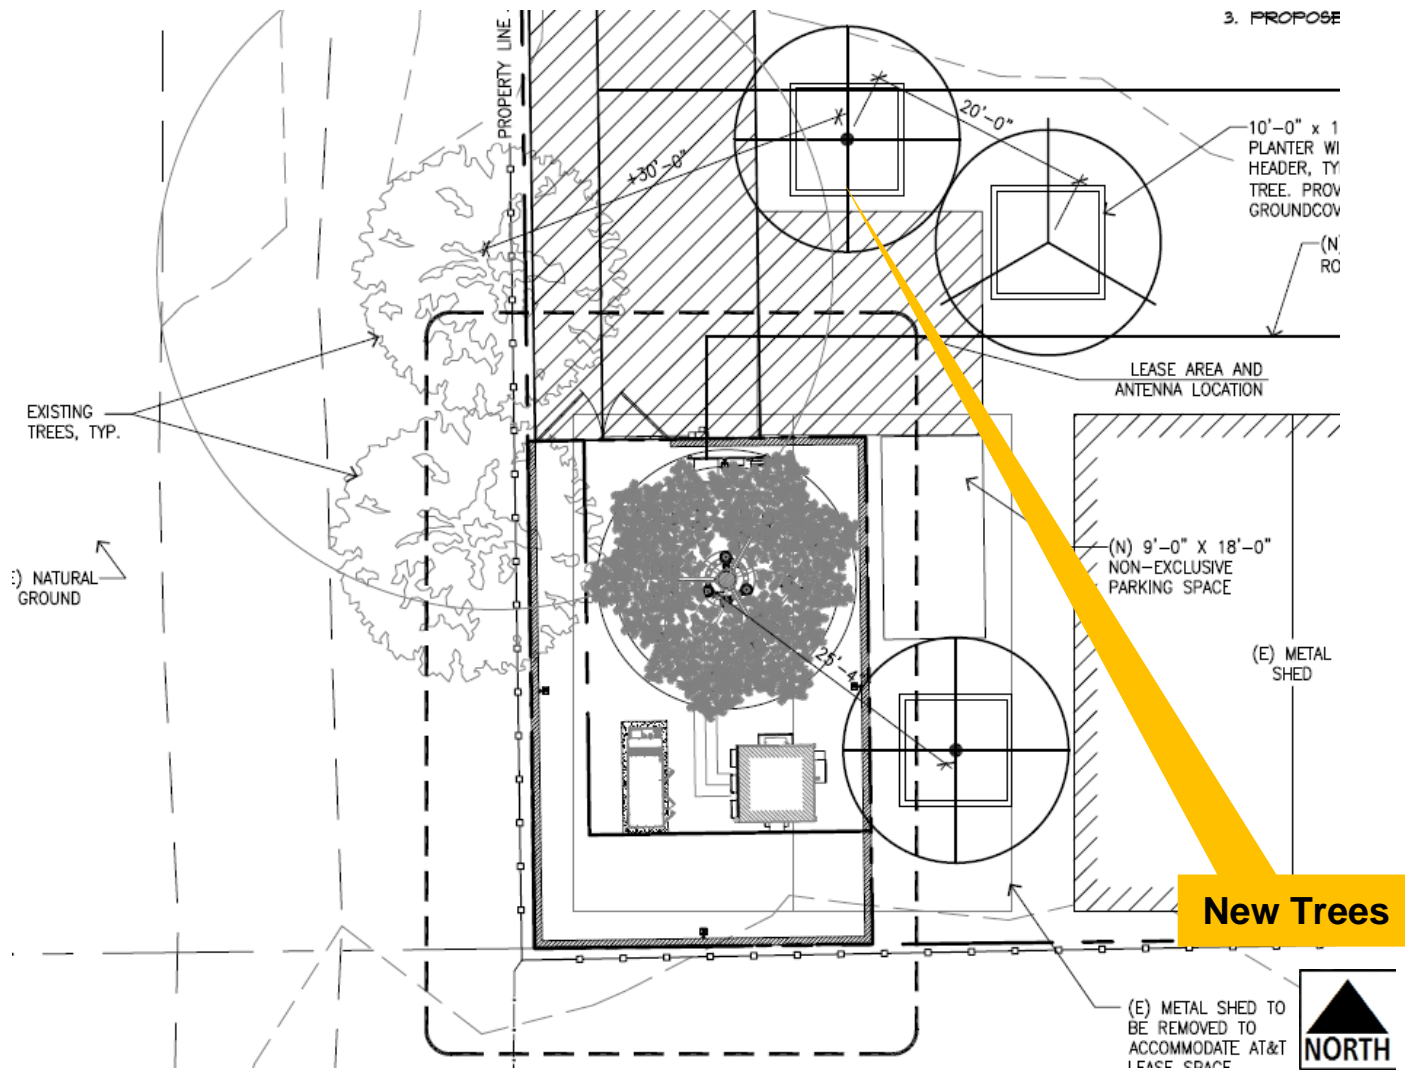 3. PROPOSE
PROPERTY LINE.
20'-0"
+30'-0"
10'-0" x 1
PLANTER WI
HEADER, TY
TREE. PROV
GROUNDCOV
(N)
RO
LEASE AREA AND
ANTENNA LOCATION
EXISTING
TREES, TYP.
(N) 9'-0" X 18'-0"
NON-EXCLUSIVE
PARKING SPACE
) NATURAL
GROUND
25'-4
(E) METAL
SHED
New Trees
(E) METAL SHED TO
BE REMOVED TO
ACCOMMODATE AT&T
LEASE SPACE
NORTH